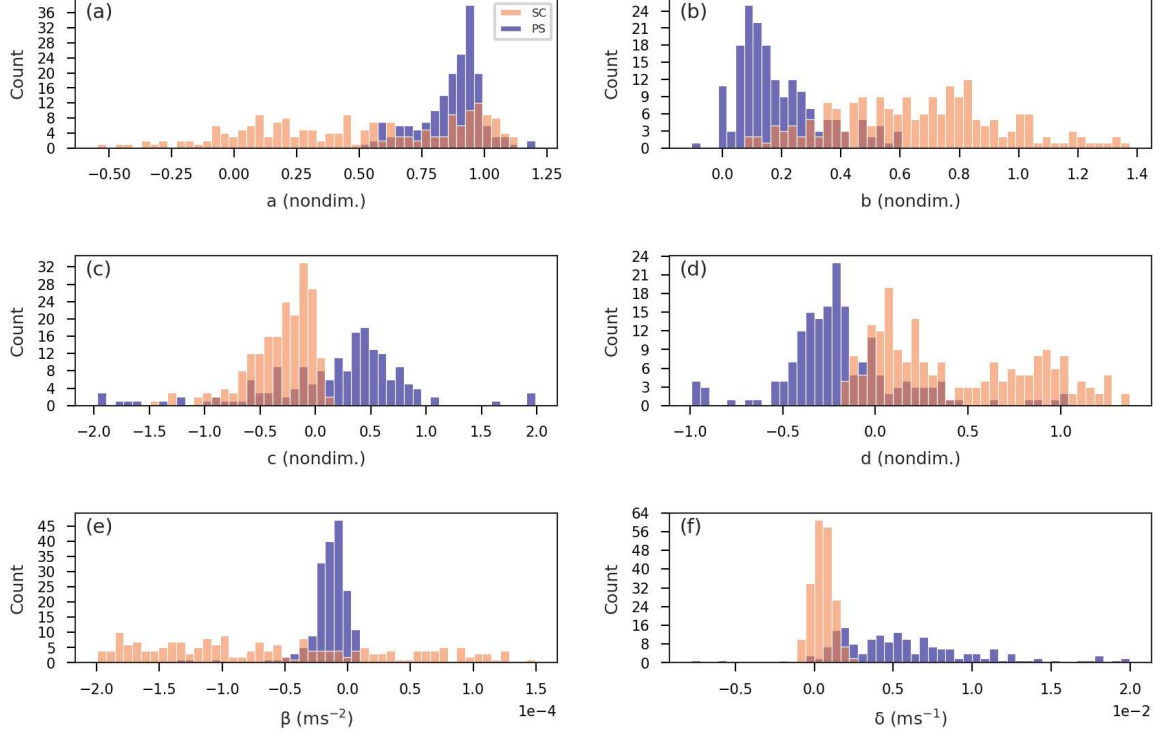 (a)
SC
PS
Count
36
32
28
24
20
16
12
8
4
0
−0.50 −0.25 0.00 0.25 0.50 0.75 1.00 1.25
a (nondim.)
(b)
Count
24
21
18
15
12
9
6
3
0
0.0 0.2 0.4 0.6 0.8 1.0 1.2 1.4
b (nondim.)
(c)
Count
32
28
24
20
16
12
8
4
0
−2.0 −1.5 −1.0 −0.5 0.0 0.5 1.0 1.5 2.0
c (nondim.)
(d)
Count
24
21
18
15
12
9
6
3
0
−1.0 −0.5 0.0 0.5 1.0
d (nondim.)
(e)
Count
45
40
35
30
25
20
15
10
5
0
−2.0 −1.5 −1.0 −0.5 0.0 0.5 1.0 1.5
1e−4
β (ms⁻²)
(f)
Count
64
56
48
40
32
24
16
8
0
−0.5 0.0 0.5 1.0 1.5 2.0
1e−2
δ (ms⁻¹)